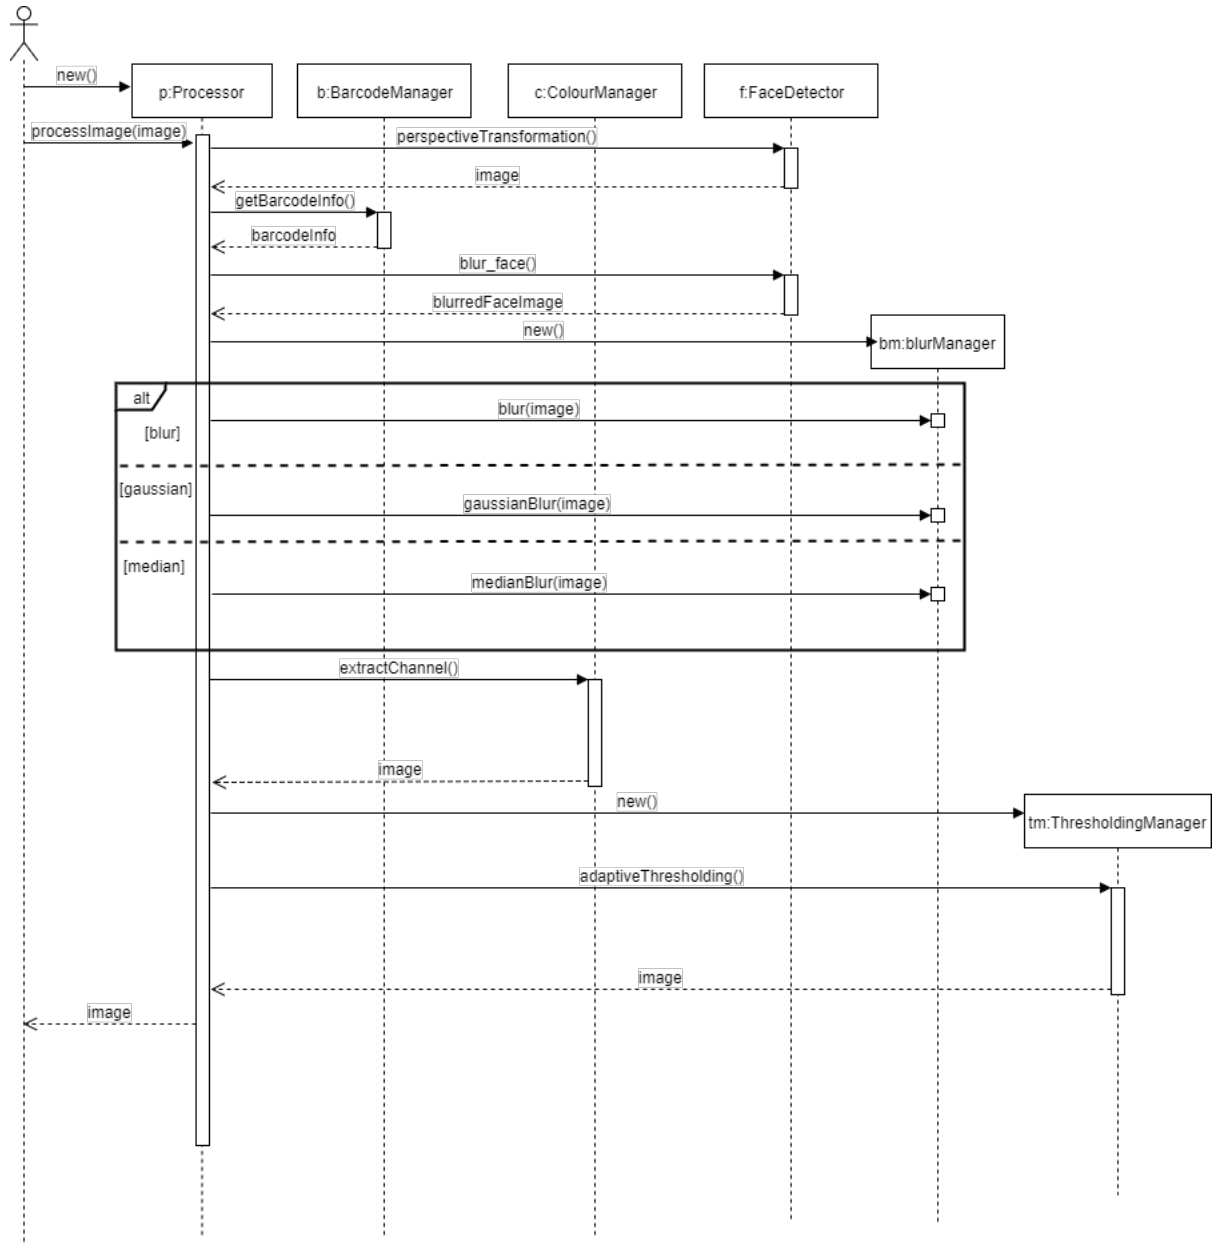 new()
p:Processor
b:BarcodeManager
c:ColourManager
f:FaceDetector
processImage(image)
perspectiveTransformation()
image
getBarcodeInfo()
barcodeInfo
blur_face()
blurredFaceImage
new()
bm:blurManager
alt
blur(image)
[blur]
[gaussian]
gaussianBlur(image)
[median]
medianBlur(image)
extractChannel()
image
new()
tm:ThresholdingManager
adaptiveThresholding()
image
image